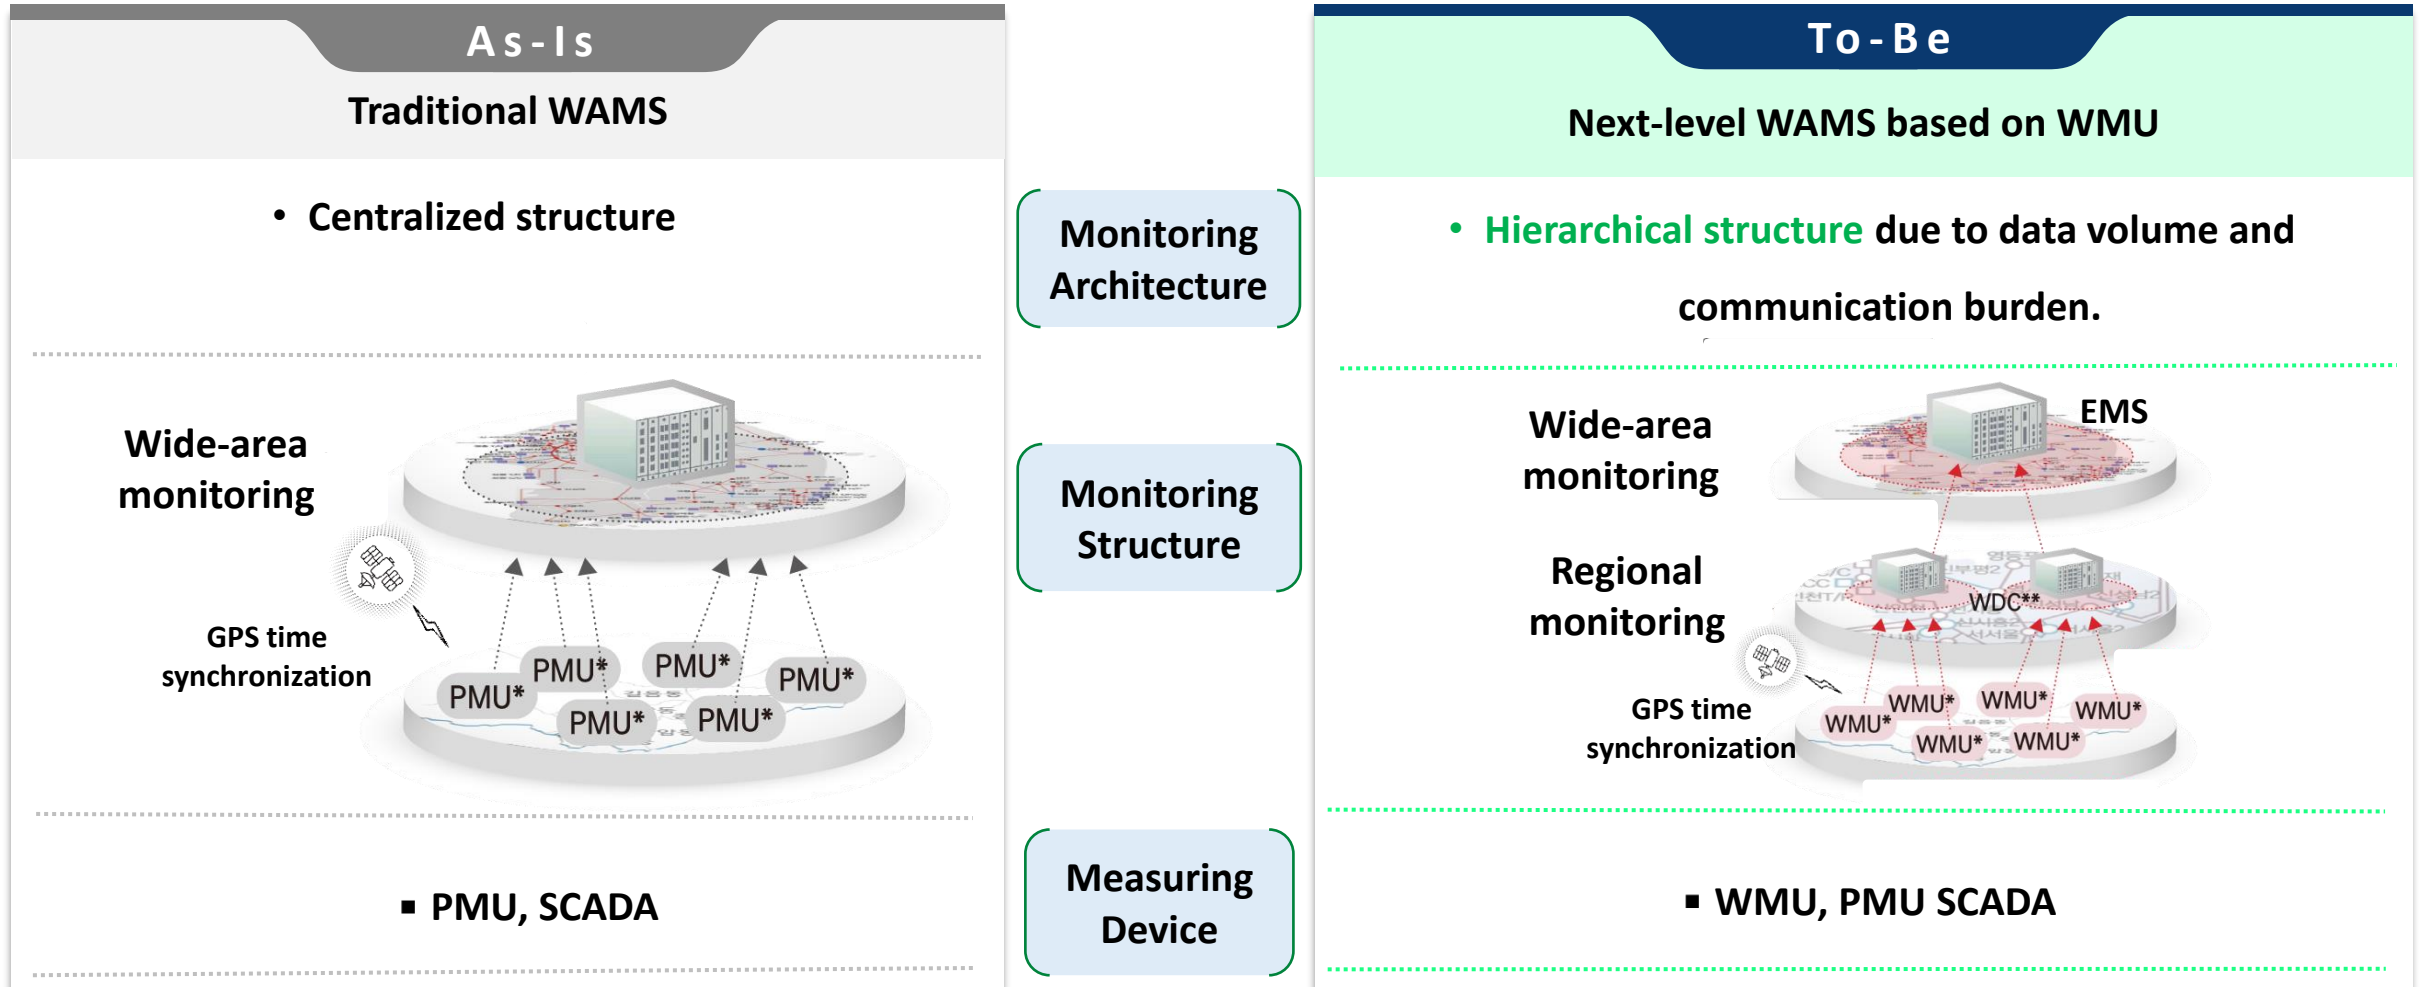 As-Is
Traditional WAMS
• Centralized structure
Wide-area
monitoring
GPS time
synchronization
PMU*
PMU*
PMU*
PMU*
PMU*
PMU*
▪ PMU, SCADA
Monitoring
Architecture
Monitoring
Structure
Measuring
Device
To-Be
Next-level WAMS based on WMU
• Hierarchical structure due to data volume and
communication burden.
Wide-area
monitoring
EMS
Regional
monitoring
WDC**
GPS time
synchronization
WMU*
WMU*
WMU*
WMU*
WMU*
WMU*
▪ WMU, PMU SCADA